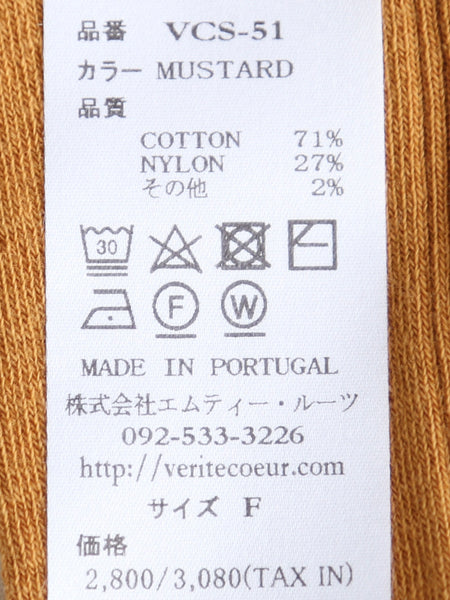 品番 VCS-51
カラー MUSTARD
品質
COTTON 71%
NYLON 27%
その他 2%
30
F W
MADE IN PORTUGAL
株式会社エムティー・ルーツ
092-533-3226
http://veritecoeur.com
サイズ F
価格
2,800/3,080(TAX IN)